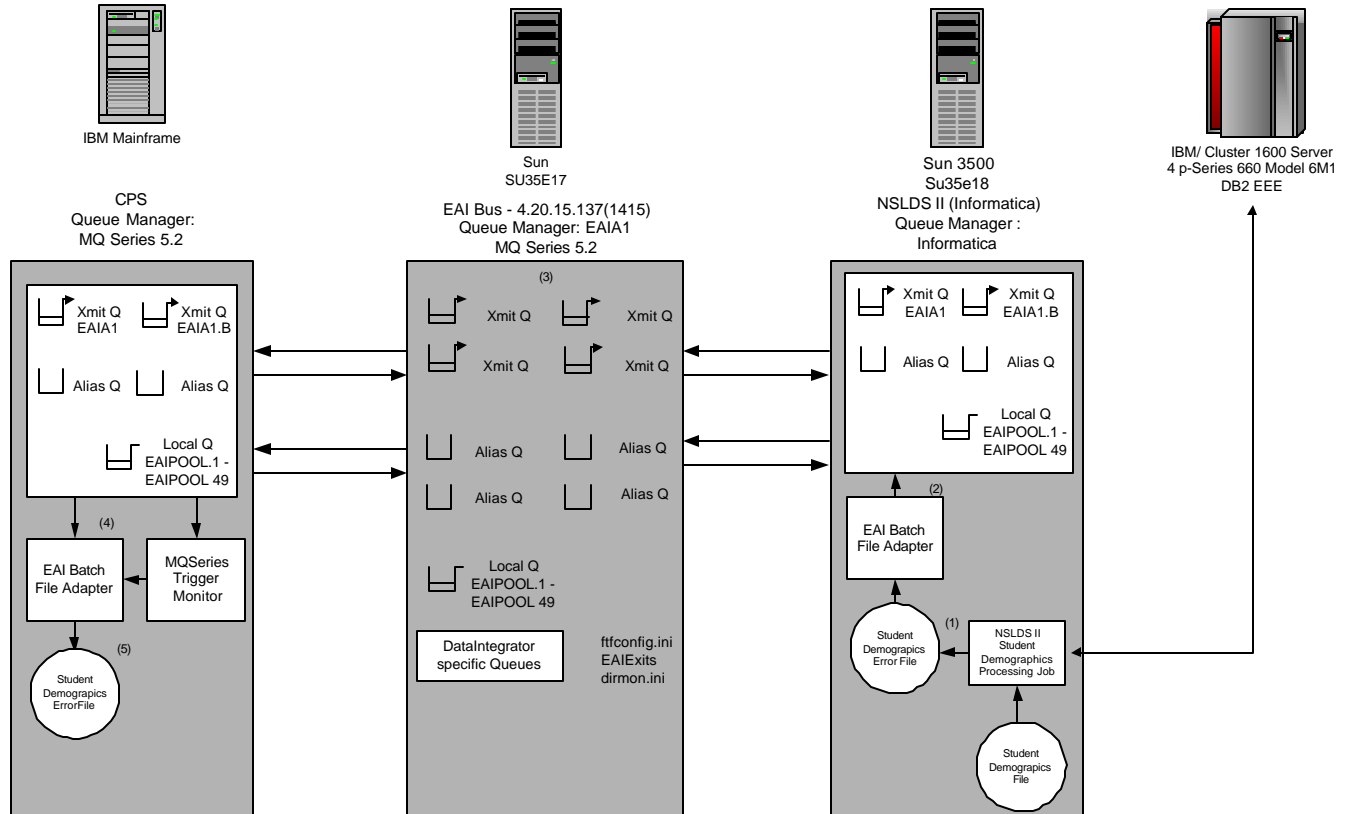 IBM Mainframe
Sun
SU35E17
Sun 3500
Su35e18
NSLDS II (Informatica)
Queue Manager :
Informatica
IBM/ Cluster 1600 Server
4 p-Series 660 Model 6M1
DB2 EEE
CPS
Queue Manager:
MQ Series 5.2
EAI Bus - 4.20.15.137(1415)
Queue Manager: EAIA1
MQ Series 5.2
Xmit Q
EAIA1
Xmit Q
EAIA1.B
Alias Q
Alias Q
Local Q
EAIPOOL.1 -
EAIPOOL 49
(4)
EAI Batch
File Adapter
MQSeries
Trigger
Monitor
(5)
Student
Demograpics
ErrorFile
(3)
Xmit Q
Xmit Q
Xmit Q
Xmit Q
Alias Q
Alias Q
Alias Q
Alias Q
Local Q
EAIPOOL.1 -
EAIPOOL 49
DataIntegrator
specific Queues
ftfconfig.ini
EAIExits
dirmon.ini
Xmit Q
EAIA1
Xmit Q
EAIA1.B
Alias Q
Alias Q
Local Q
EAIPOOL.1 -
EAIPOOL 49
(2)
EAI Batch
File Adapter
(1)
Student
Demograpics
Error File
NSLDS II
Student
Demographics
Processing Job
Student
Demograpics
File